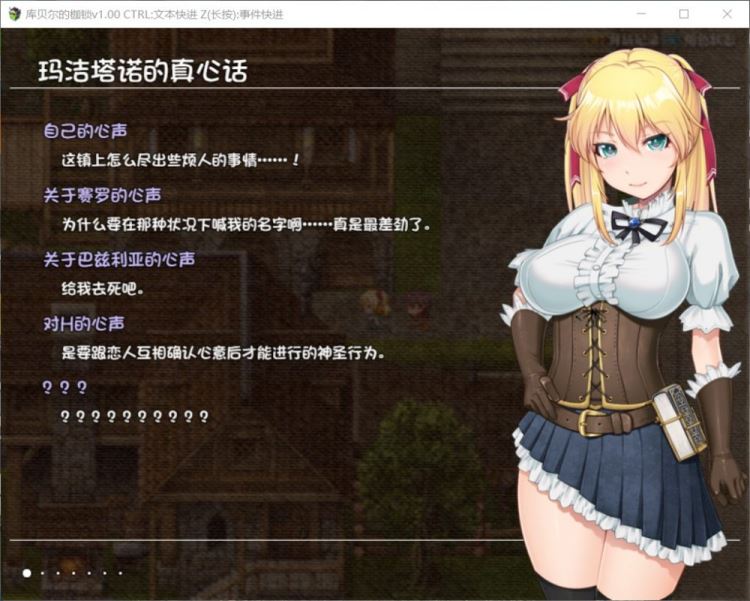 库贝尔的枷锁v1.00 CTRL:文本快进 Z(长按):事件快进
玛洁塔诺的真心话
自己的心声
这镇上怎么尽出些烦人的事情……！
关于赛罗的心声
为什么要在那种状况下喊我的名字啊……真是最差劲了。
关于巴兹利亚的心声
给我去死吧。
对H的心声
是要跟恋人互相确认心意后才能进行的神圣行为。
？？？
？？？？？？？？？？